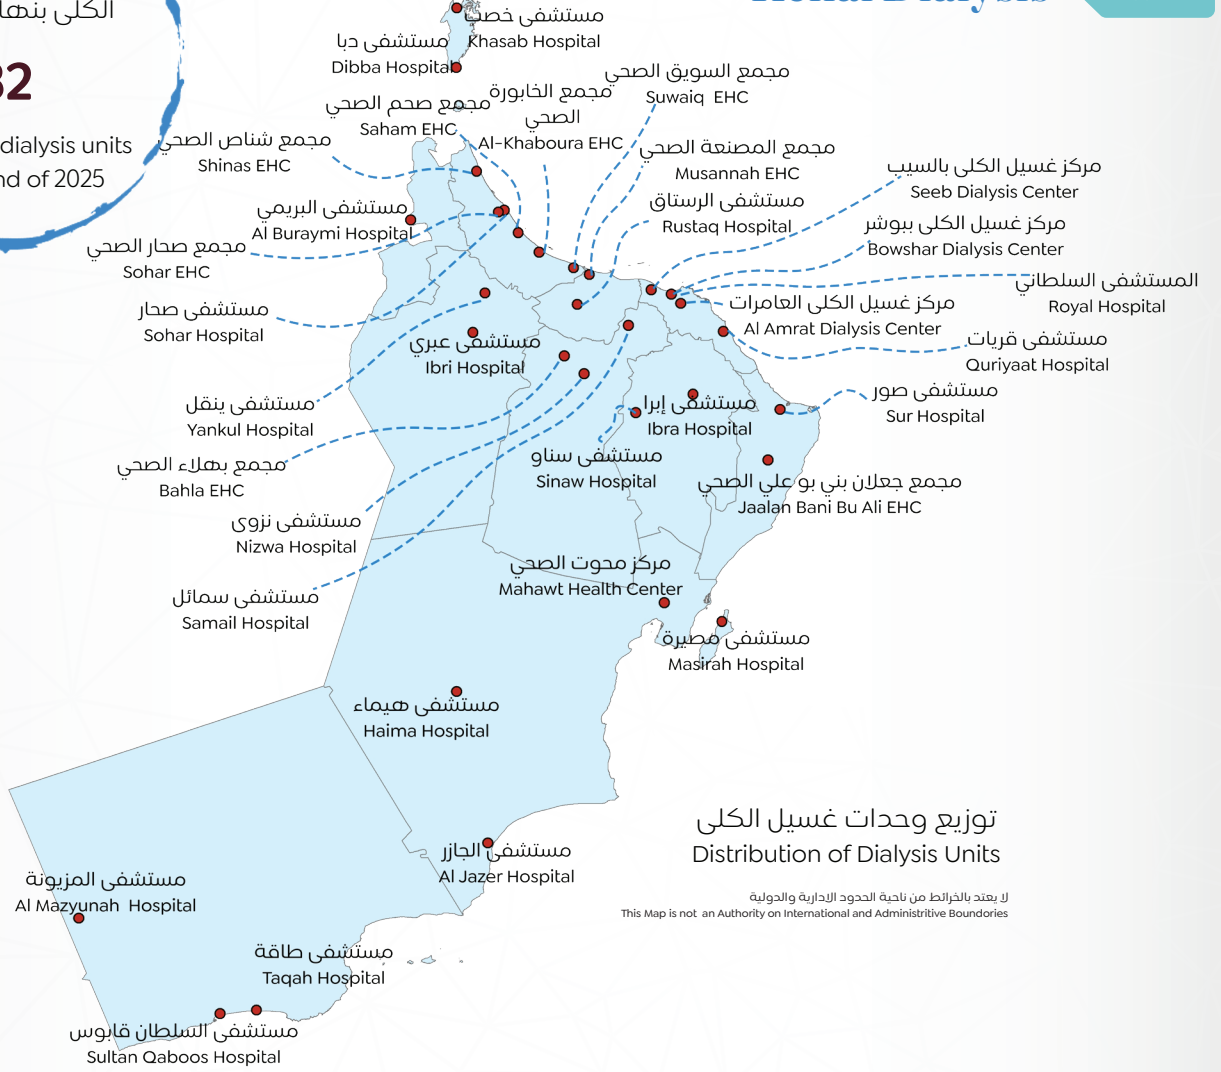 الكلى بنها
32
dialysis units
nd of 2025
Renal Dialysis
مستشفى خصب
Khasab Hospital
مستشفى دبا
Dibba Hospital
مجمع السويق الصحي
Suwaiq EHC
مجمع الخابورة
الصحي
Al-Khaboura EHC
مجمع صحم الصحي
Saham EHC
مجمع شناص الصحي
Shinas EHC
مجمع المصنعة الصحي
Musannah EHC
مركز غسيل الكلى بالسيب
Seeb Dialysis Center
مستشفى الرستاق
Rustaq Hospital
مستشفى البريمي
Al Buraymi Hospital
مركز غسيل الكلى ببوشر
Bowshar Dialysis Center
مجمع صحار الصحي
Sohar EHC
المستشفى السلطاني
Royal Hospital
مركز غسيل الكلى العامرات
Al Amrat Dialysis Center
مستشفى صحار
Sohar Hospital
مستشفى عبري
Ibri Hospital
مستشفى قريات
Quriyaat Hospital
مستشفى ينقل
Yankul Hospital
مستشفى إبرا
Ibra Hospital
مستشفى صور
Sur Hospital
مجمع بهلاء الصحي
Bahla EHC
مستشفى سناو
Sinaw Hospital
مجمع جعلان بني بو علي الصحي
Jaalan Bani Bu Ali EHC
مستشفى نزوى
Nizwa Hospital
مركز محوت الصحي
Mahawt Health Center
مستشفى سمائل
Samail Hospital
مستشفى مصيرة
Masirah Hospital
مستشفى هيماء
Haima Hospital
توزيع وحدات غسيل الكلى
Distribution of Dialysis Units
مستشفى الجازر
Al Jazer Hospital
مستشفى المزيونة
Al Mazyunah Hospital
لا يعتد بالخرائط من ناحية الحدود الادارية والدولية
This Map is not an Authority on International and Administritive Boundories
مستشفى طاقة
Taqah Hospital
مستشفى السلطان قابوس
Sultan Qaboos Hospital